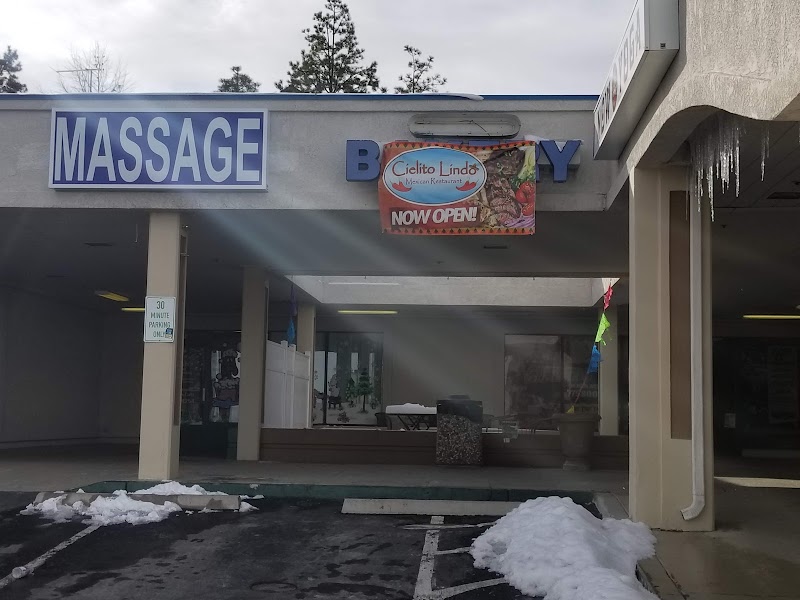 MASSAGE
Cielito Lindo
Mexican Restaurant
NOW OPEN!
30
MINUTE
PARKING
ONLY